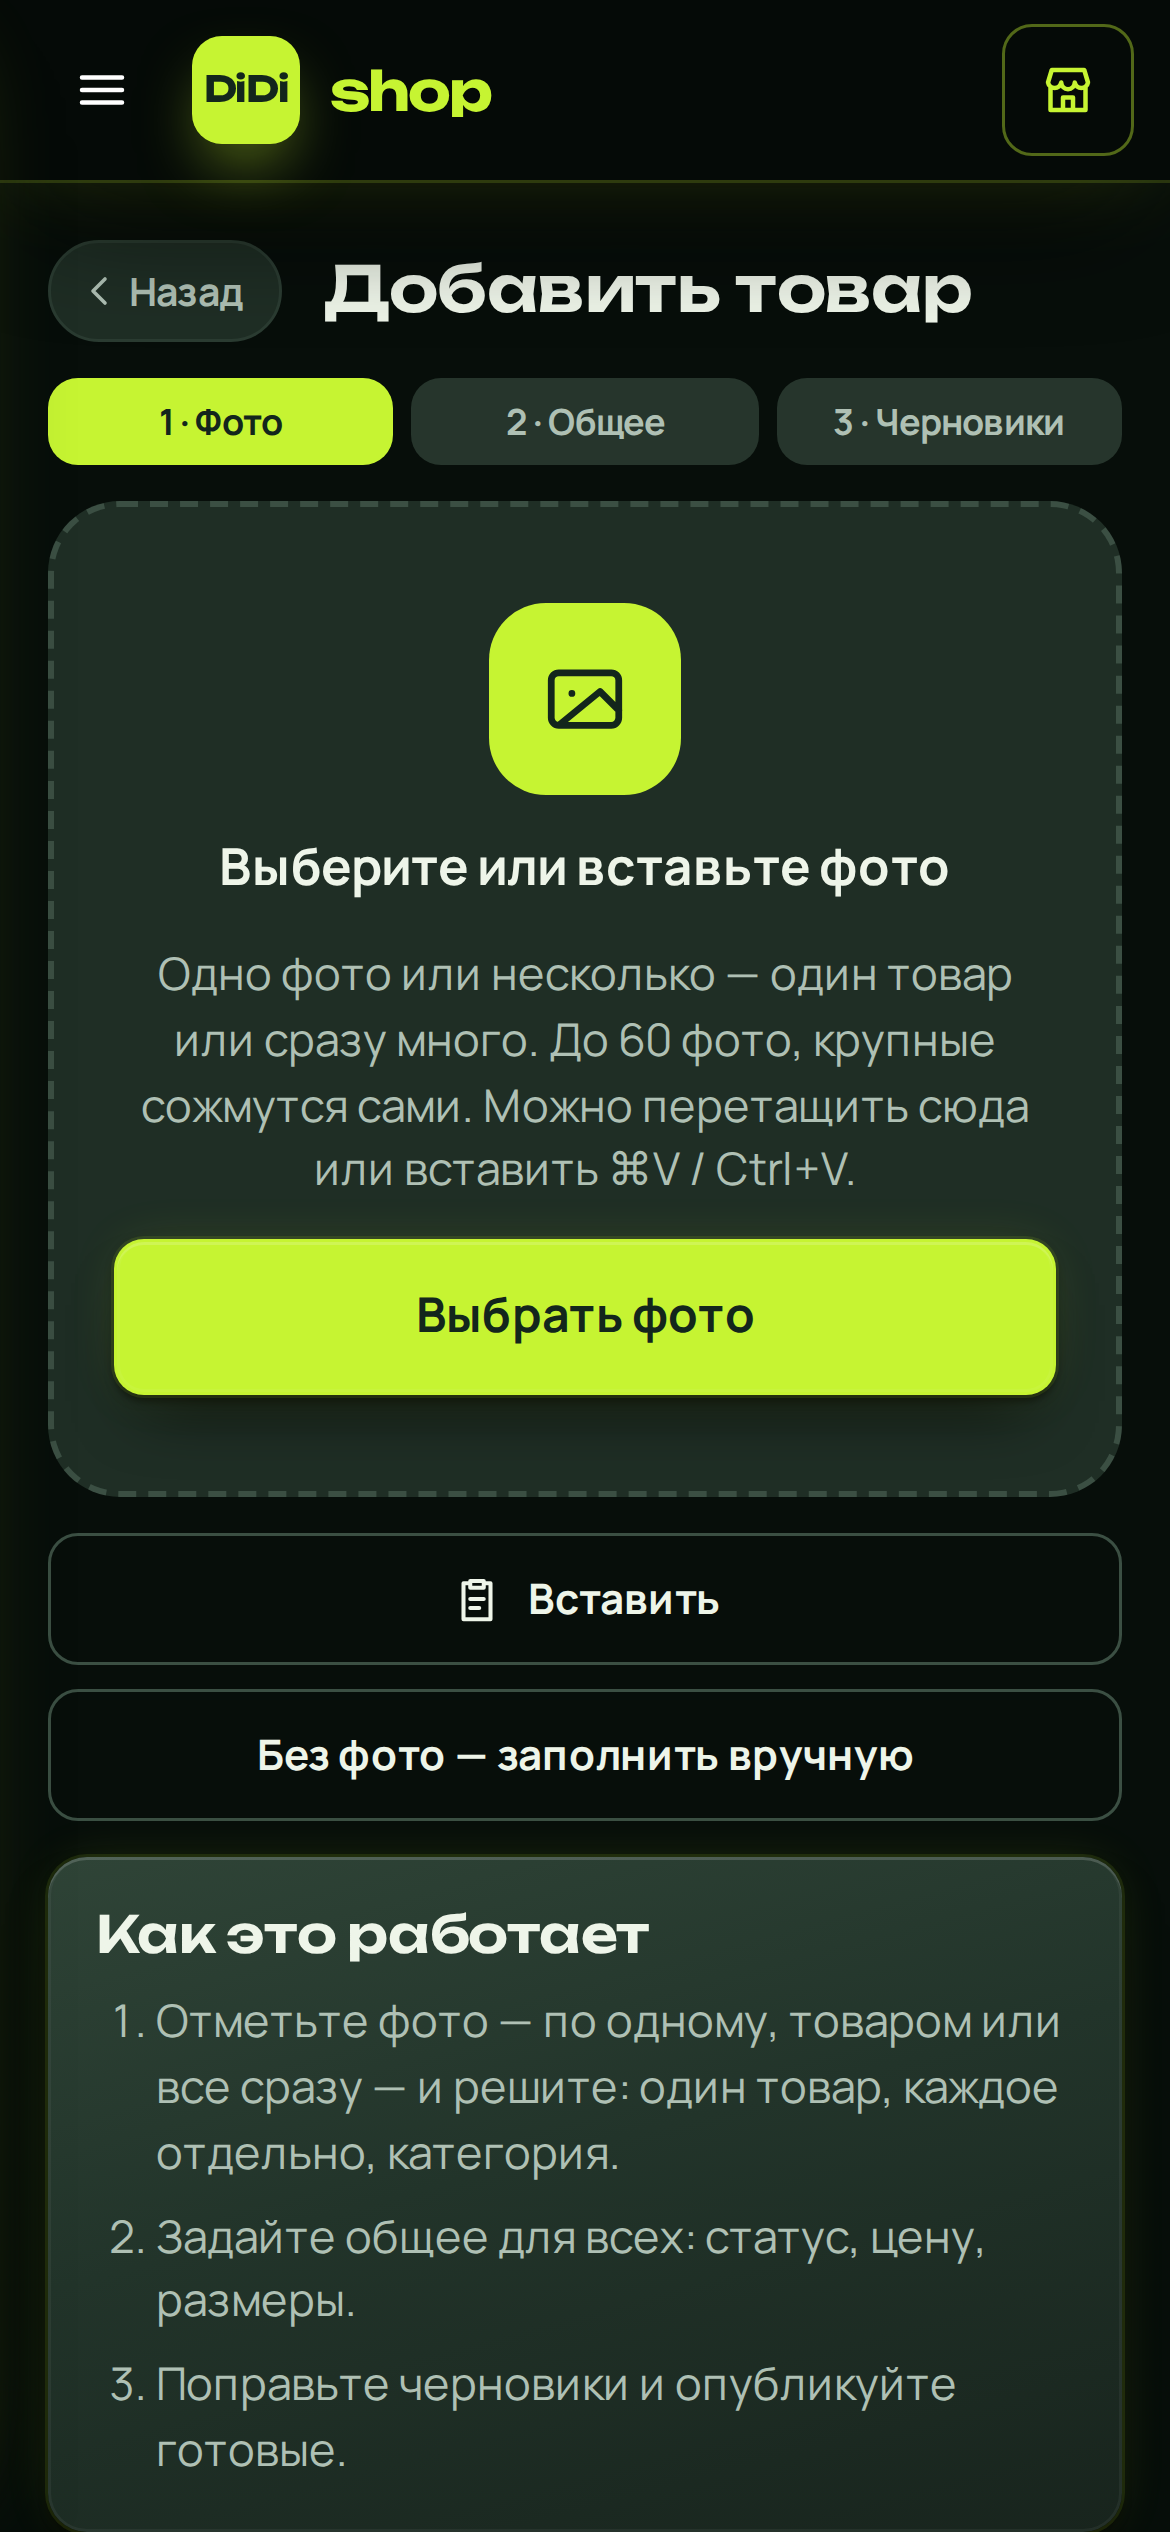 DiDi shop
Назад
Добавить товар
1 · Фото
2 · Общее
3 · Черновики
Выберите или вставьте фото
Одно фото или несколько — один товар
или сразу много. До 60 фото, крупные
сожмутся сами. Можно перетащить сюда
или вставить ⌘V / Ctrl+V.
Выбрать фото
Вставить
Без фото — заполнить вручную
Как это работает
1. Отметьте фото — по одному, товаром или
все сразу — и решите: один товар, каждое
отдельно, категория.
2. Задайте общее для всех: статус, цену,
размеры.
3. Поправьте черновики и опубликуйте
готовые.